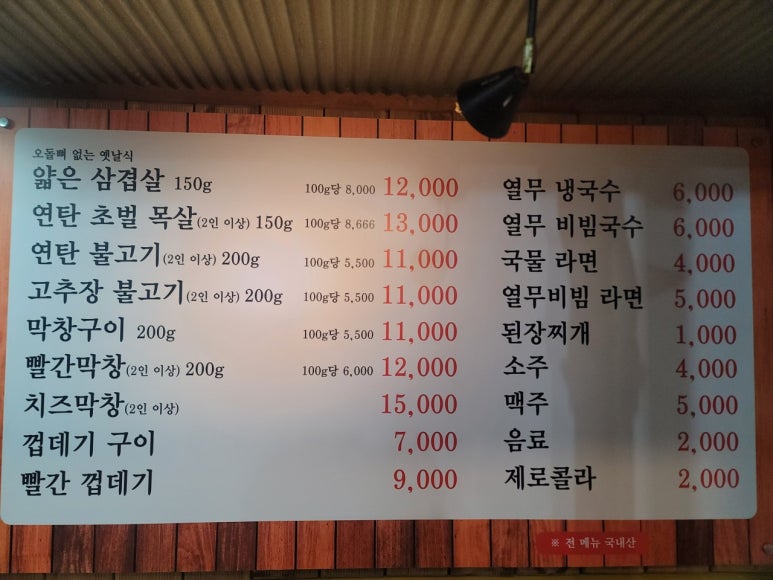 오돌뼈 없는 옛날식
얇은 삼겹살 150g 100g당 8,000 12,000
연탄 초벌 목살(2인 이상) 150g 100g당 8,666 13,000
연탄 불고기(2인 이상) 200g 100g당 5,500 11,000
고추장 불고기(2인 이상) 200g 100g당 5,500 11,000
막창구이 200g 100g당 5,500 11,000
빨간막창(2인 이상) 200g 100g당 6,000 12,000
치즈막창(2인 이상) 15,000
껍데기 구이 7,000
빨간 껍데기 9,000
열무 냉국수 6,000
열무 비빔국수 6,000
국물 라면 4,000
열무비빔 라면 5,000
된장찌개 1,000
소주 4,000
맥주 5,000
음료 2,000
제로콜라 2,000
※ 전 메뉴 국내산